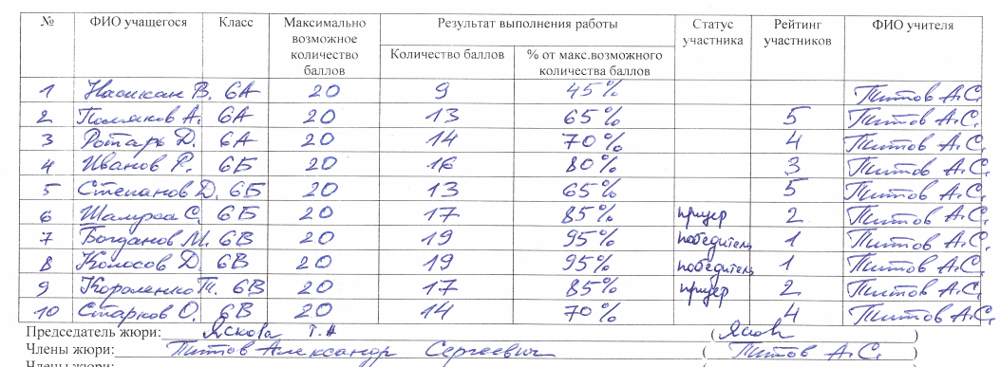 № ФИО учащегося Класс Максимально возможное количество баллов Результат выполнения работы Статус участника Рейтинг участников ФИО учителя
Количество баллов % от макс.возможного количества баллов
1 В. 6А 20 9 45% Титов А.С.
2 Поляков А. 6А 20 13 65% 5 Титов А.С.
3 Ротарь Д. 6А 20 14 70% 4 Титов А.С.
4 Иванов Р. 6Б 20 16 80% 3 Титов А.С.
5 Степанов Д. 6Б 20 13 65% 5 Титов А.С.
6 С. 6Б 20 17 85% призер 2 Титов А.С.
7 Богданов М. 6В 20 19 95% победитель 1 Титов А.С.
8 Колосов Д. 6В 20 19 95% победитель 1 Титов А.С.
9 Короленко Т. 6В 20 17 85% призер 2 Титов А.С.
10 Старков О. 6В 20 14 70% 4 Титов А.С.
Председатель жюри: Яскова Т.А ( )
Члены жюри: Титов Александр Сергеевич ( Титов А.С. )
Члены жюри: